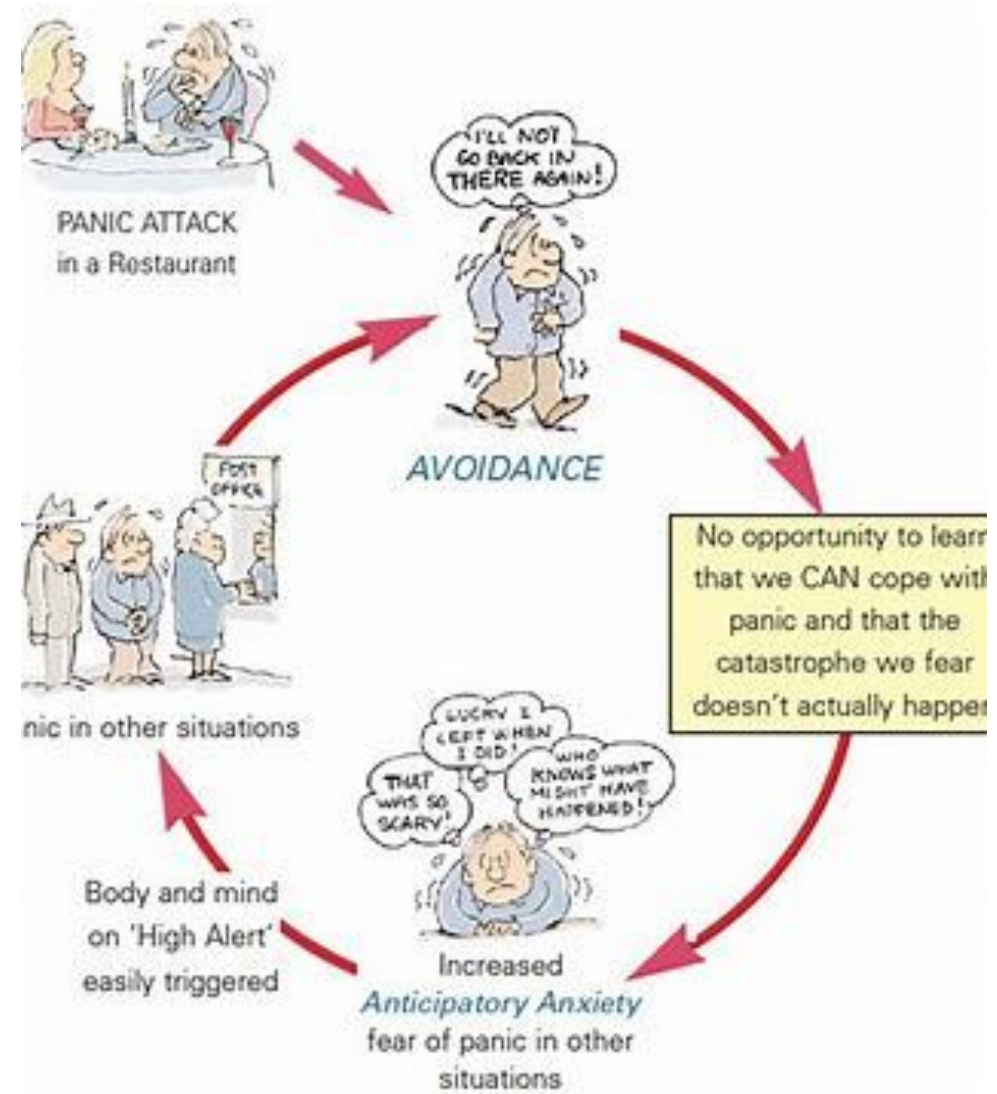 PANIC ATTACK
in a Restaurant
I'LL NOT
GO BACK IN
THERE AGAIN!
AVOIDANCE
No opportunity to learn
that we CAN cope with
panic and that the
catastrophe we fear
doesn't actually happen
LUCKY I
LEFT WHEN
I DID!
THAT
WAS SO
SCARY!
WHO
KNOWS WHAT
MIGHT HAVE
HAPPENED!
Increased
Anticipatory Anxiety
fear of panic in other
situations
Body and mind
on 'High Alert'
easily triggered
POST
OFFICE
nic in other situations